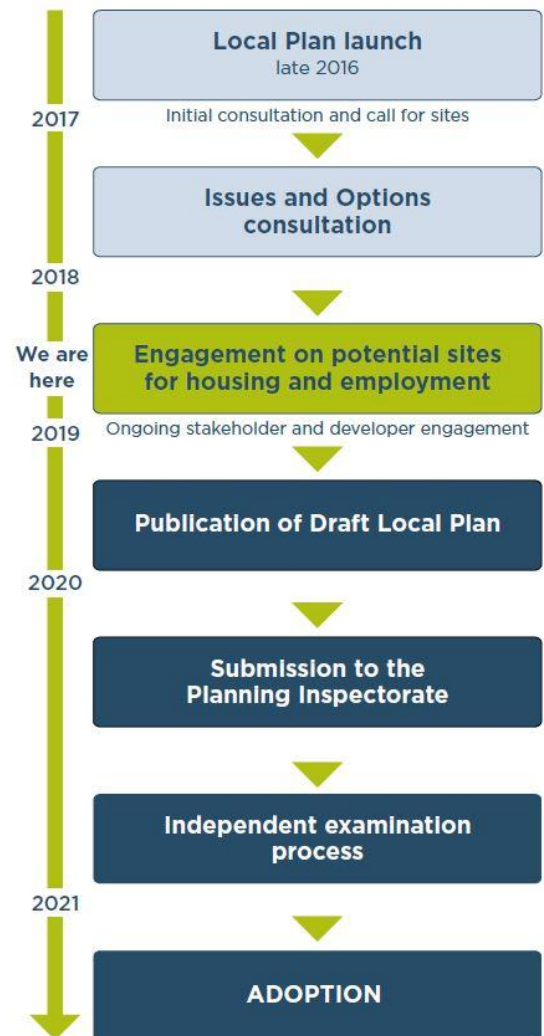 Local Plan launch
late 2016
2017
Initial consultation and call for sites
Issues and Options
consultation
2018
We are
here
Engagement on potential sites
for housing and employment
2019
Ongoing stakeholder and developer engagement
Publication of Draft Local Plan
2020
Submission to the
Planning Inspectorate
Independent examination
process
2021
ADOPTION